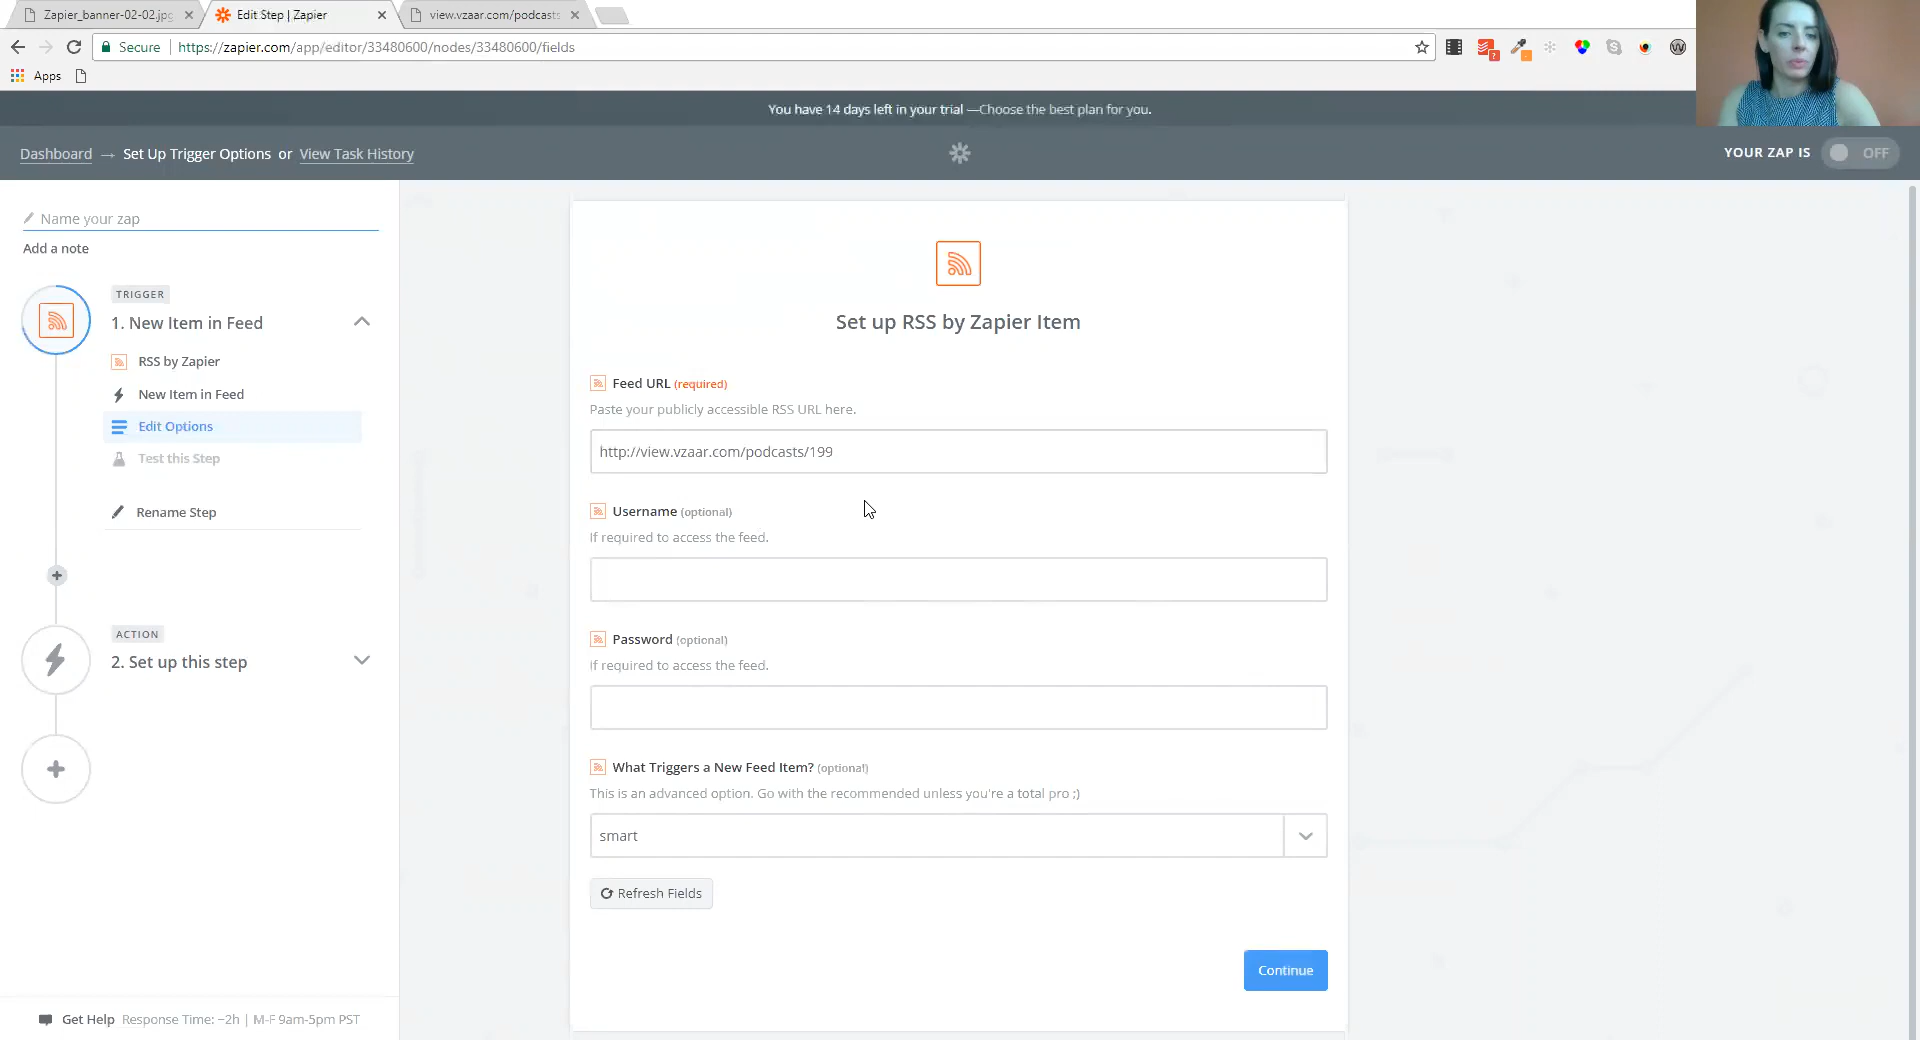 Zapier_banner-02-02.jpg
Edit Step | Zapier
view.vzaar.com/podcasts
Secure
https://zapier.com/app/editor/33480600/nodes/33480600/fields
Apps
You have 14 days left in your trial —Choose the best plan for you.
Dashboard → Set Up Trigger Options or View Task History
YOUR ZAP IS OFF
Name your zap
Add a note
TRIGGER
1. New Item in Feed
RSS by Zapier
New Item in Feed
Edit Options
Test this Step
Rename Step
ACTION
2. Set up this step
Get Help Response Time: ~2h | M-F 9am-5pm PST
Set up RSS by Zapier Item
Feed URL (required)
Paste your publicly accessible RSS URL here.
http://view.vzaar.com/podcasts/199
Username (optional)
If required to access the feed.
Password (optional)
If required to access the feed.
What Triggers a New Feed Item? (optional)
This is an advanced option. Go with the recommended unless you're a total pro ;)
smart
Refresh Fields
Continue